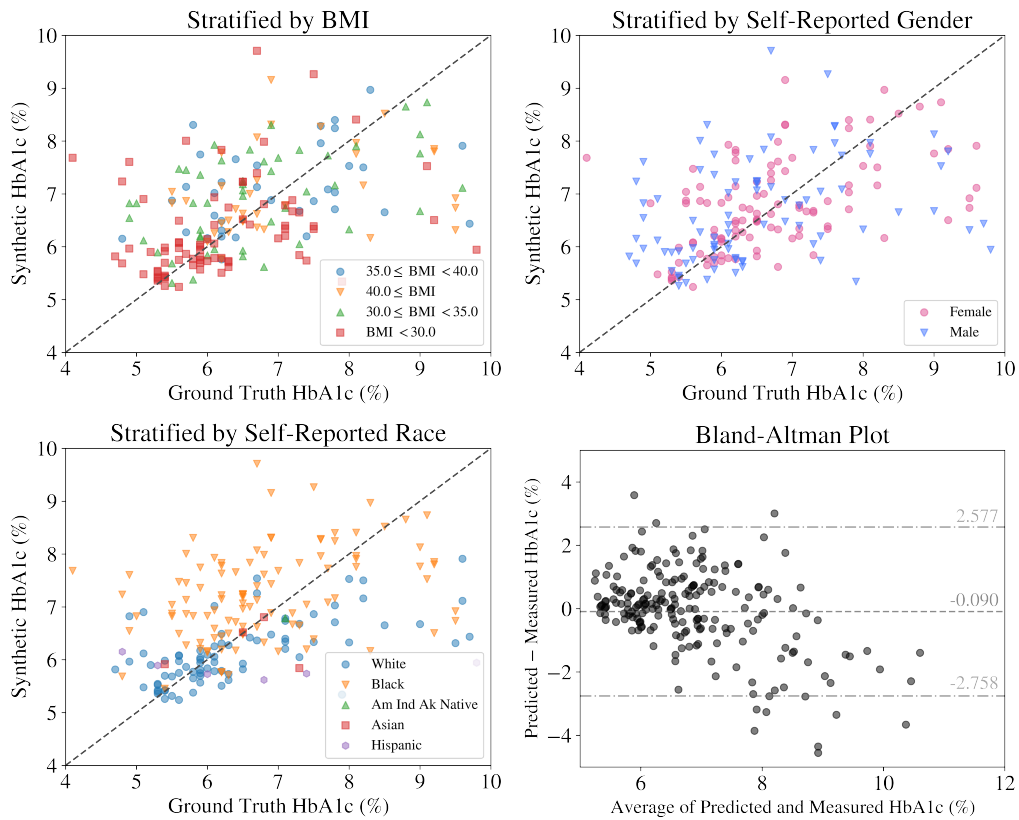 Stratified by BMI
10
9
8
7
6
5
4
Synthetic HbA1c (%)
35.0 ≤ BMI < 40.0
40.0 ≤ BMI
30.0 ≤ BMI < 35.0
BMI < 30.0
4 5 6 7 8 9 10
Ground Truth HbA1c (%)
Stratified by Self-Reported Gender
10
9
8
7
6
5
4
Synthetic HbA1c (%)
Female
Male
4 5 6 7 8 9 10
Ground Truth HbA1c (%)
Stratified by Self-Reported Race
10
9
8
7
6
5
4
Synthetic HbA1c (%)
White
Black
Am Ind Ak Native
Asian
Hispanic
4 5 6 7 8 9 10
Ground Truth HbA1c (%)
Bland-Altman Plot
4
2
0
−2
−4
Predicted − Measured HbA1c (%)
2.577
-0.090
-2.758
6 8 10 12
Average of Predicted and Measured HbA1c (%)